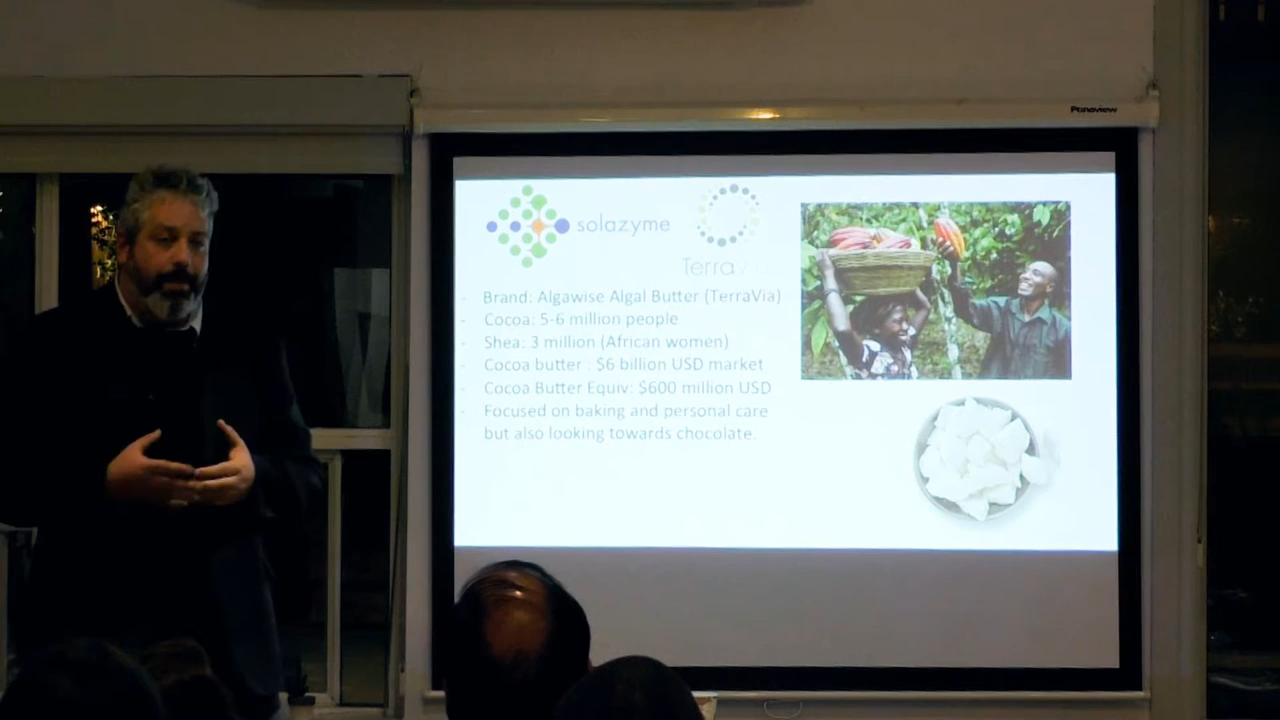 Panaview
solazyme
Terra
- Brand: Algawise Algal Butter (TerraVia)
- Cocoa: 5-6 million people
- Shea: 3 million (African women)
- Cocoa butter : $6 billion USD market
- Cocoa Butter Equiv: $600 million USD
- Focused on baking and personal care
but also looking towards chocolate.